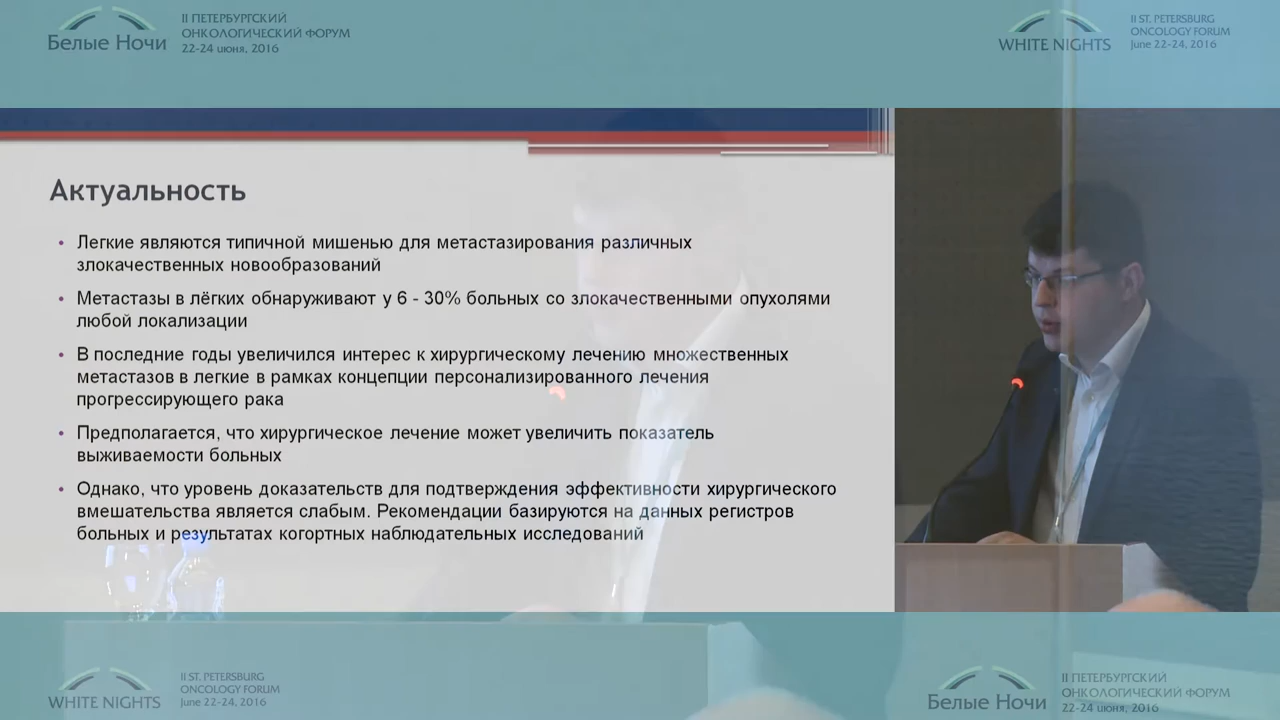 Белые Ночи
II ПЕТЕРБУРГСКИЙ
ОНКОЛОГИЧЕСКИЙ ФОРУМ
22-24 июня, 2016
WHITE NIGHTS
II ST. PETERSBURG
ONCOLOGY FORUM
June 22-24, 2016
Актуальность
• Легкие являются типичной мишенью для метастазирования различных
злокачественных новообразований
• Метастазы в лёгких обнаруживают у 6 - 30% больных со злокачественными опухолями
любой локализации
• В последние годы увеличился интерес к хирургическому лечению множественных
метастазов в легкие в рамках концепции персонализированного лечения
прогрессирующего рака
• Предполагается, что хирургическое лечение может увеличить показатель
выживаемости больных
• Однако, что уровень доказательств для подтверждения эффективности хирургического
вмешательства является слабым. Рекомендации базируются на данных регистров
больных и результатах когортных наблюдательных исследований
WHITE NIGHTS
II ST. PETERSBURG
ONCOLOGY FORUM
June 22-24, 2016
Белые Ночи
II ПЕТЕРБУРГСКИЙ
ОНКОЛОГИЧЕСКИЙ ФОРУМ
22-24 июня, 2016